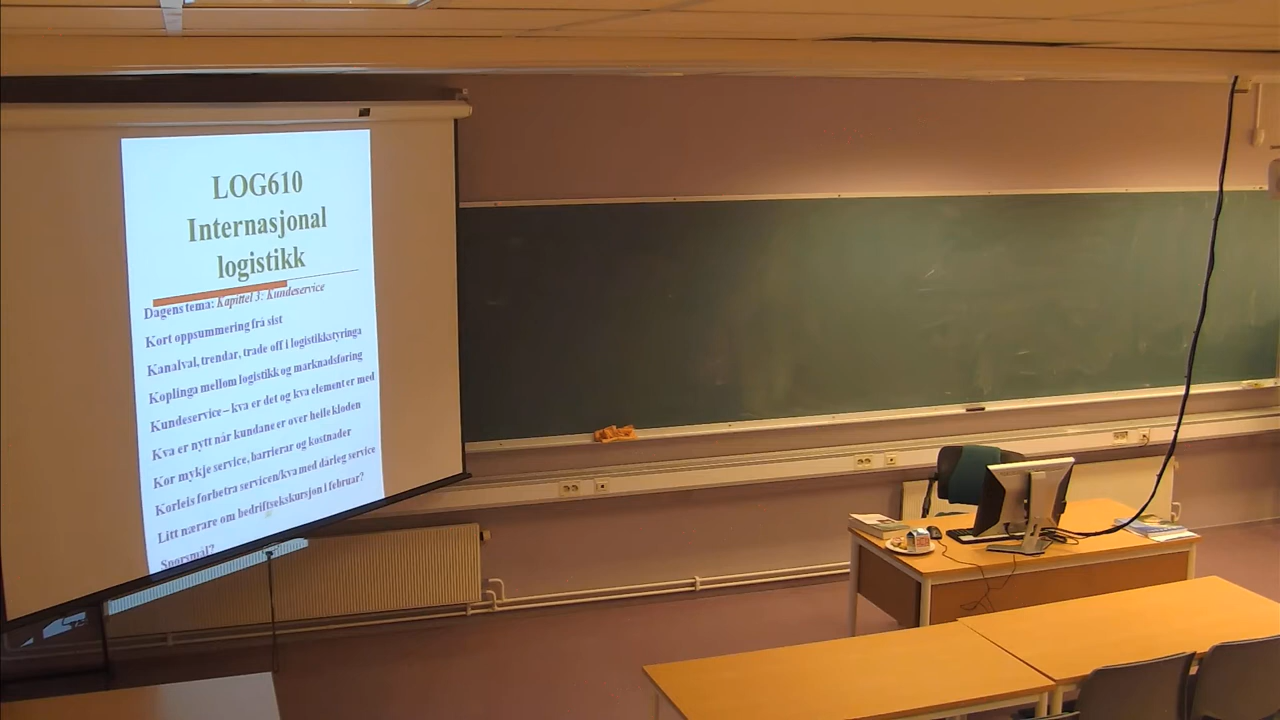 LOG610
Internasjonal
logistikk
Dagens tema: Kapittel 3: Kundeservice
Kort oppsummering frå sist
Kanalval, trendar, trade off i logistikkstyringa
Koplinga mellom logistikk og marknadsføring
Kundeservice – kva er det og kva element er med
Kva er nytt når kundane er over heile kloden
Kor mykje service, barrierar og kostnader
Korleis forbetra servicen/kva med dårleg service
Litt nærare om bedriftsekskursjon i februar?
Spørsmål?